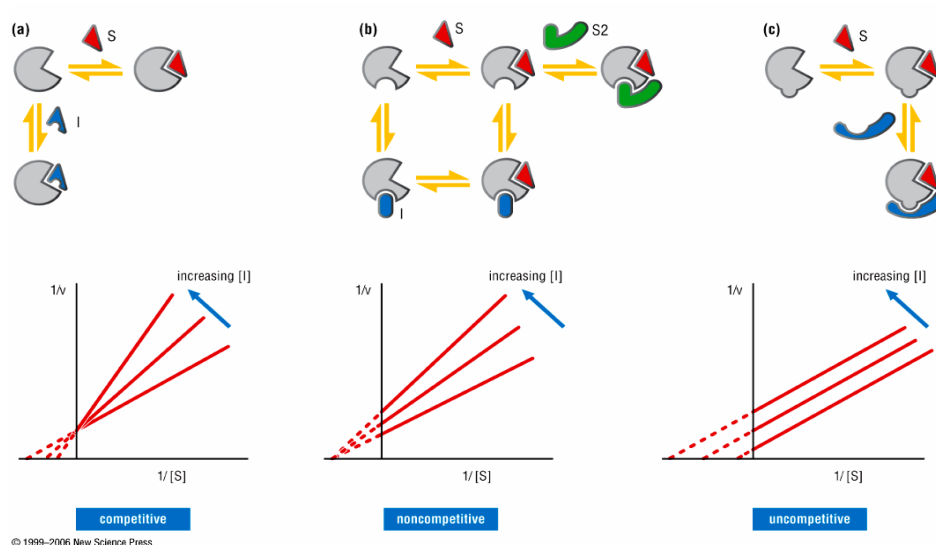 (a)
S
I
(b)
S
S2
I
(c)
S
increasing [I]
1/v
1/ [S]
competitive
increasing [I]
1/v
1/ [S]
noncompetitive
increasing [I]
1/v
1/ [S]
uncompetitive
© 1999–2006 New Science Press